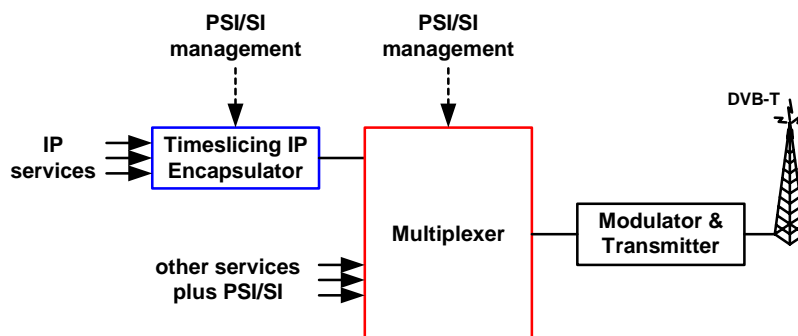 PSI/SI
management
PSI/SI
management
DVB-T
IP
services
Timeslicing IP
Encapsulator
Multiplexer
Modulator &
Transmitter
other services
plus PSI/SI